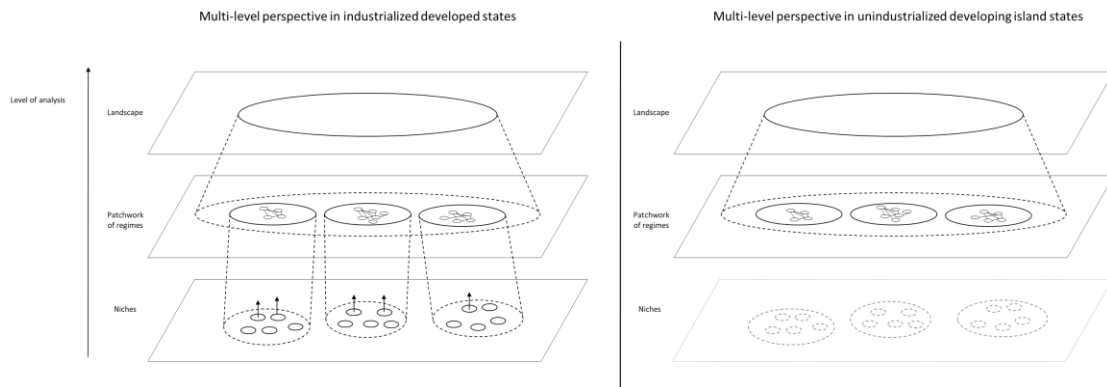 Multi-level perspective in industrialized developed states
Level of analysis
Landscape
Patchwork
of regimes
Niches
Multi-level perspective in unindustrialized developing island states
Landscape
Patchwork
of regimes
Niches